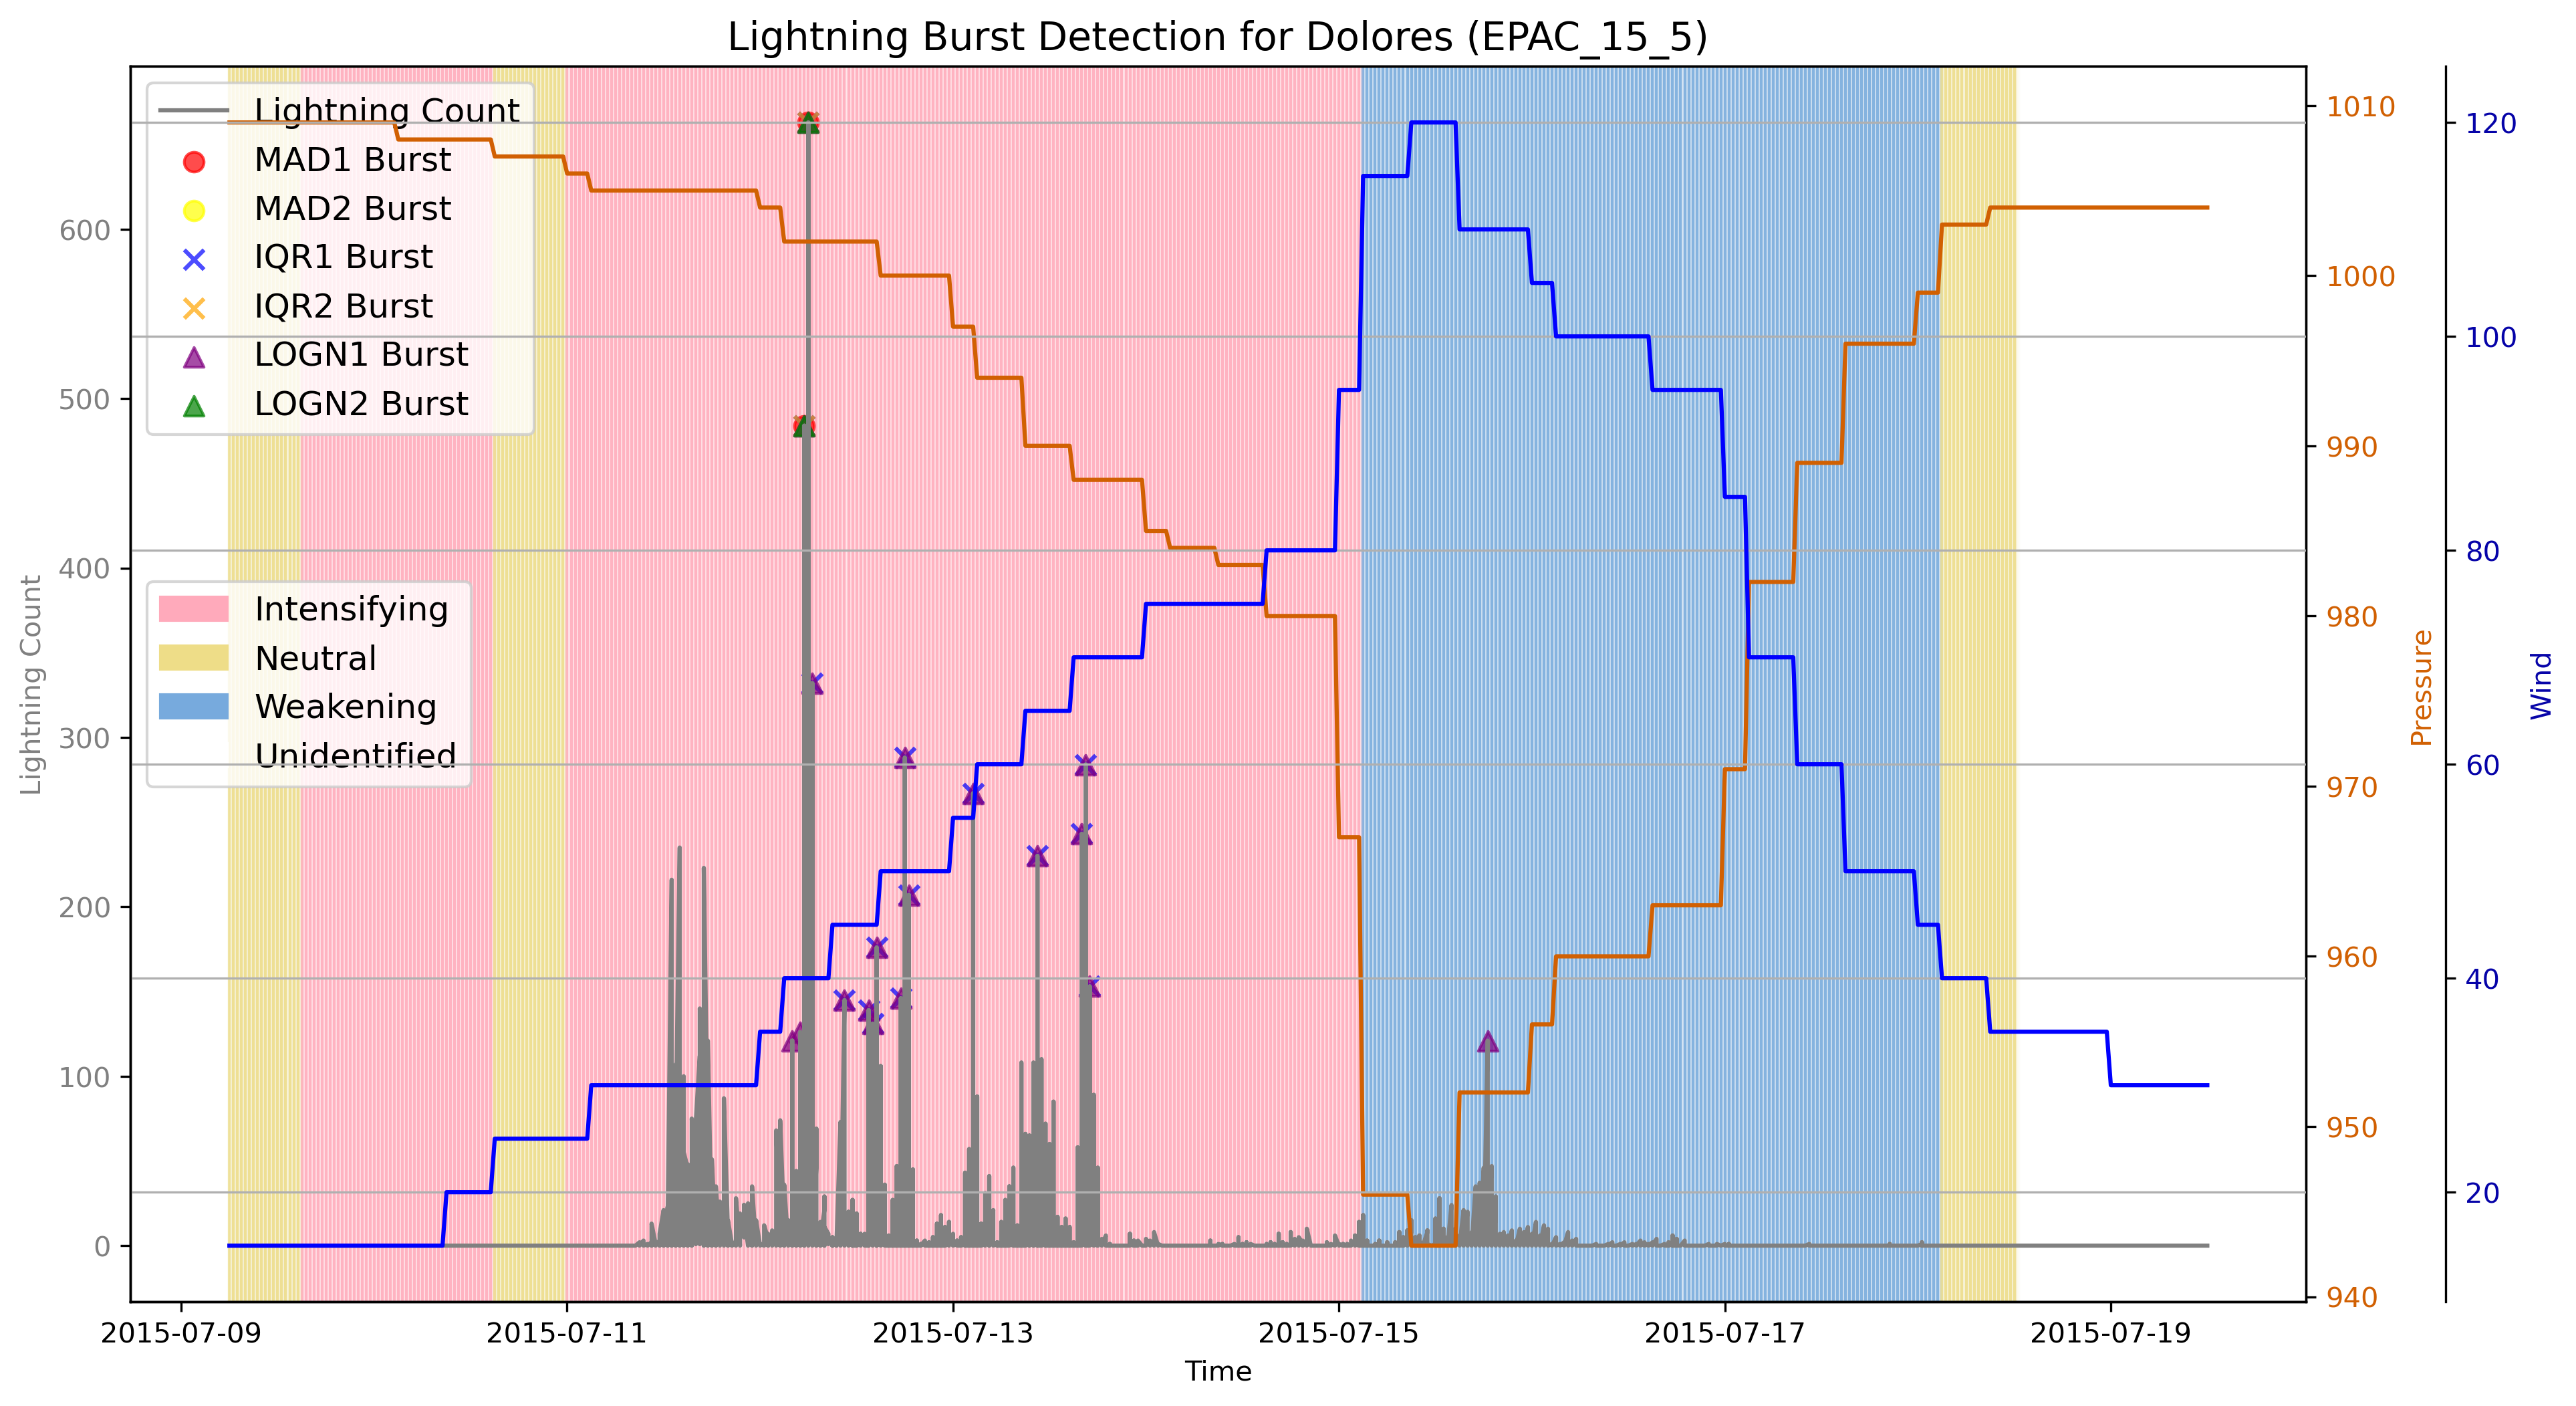 Lightning Burst Detection for Dolores (EPAC_15_5)
Lightning Count
MAD1 Burst
MAD2 Burst
IQR1 Burst
IQR2 Burst
LOGN1 Burst
LOGN2 Burst
Intensifying
Neutral
Weakening
Unidentified
Lightning Count
600
500
400
300
200
100
0
1010
1000
990
980
970
960
950
940
Pressure
120
100
80
60
40
20
Wind
2015-07-09
2015-07-11
2015-07-13
2015-07-15
2015-07-17
2015-07-19
Time